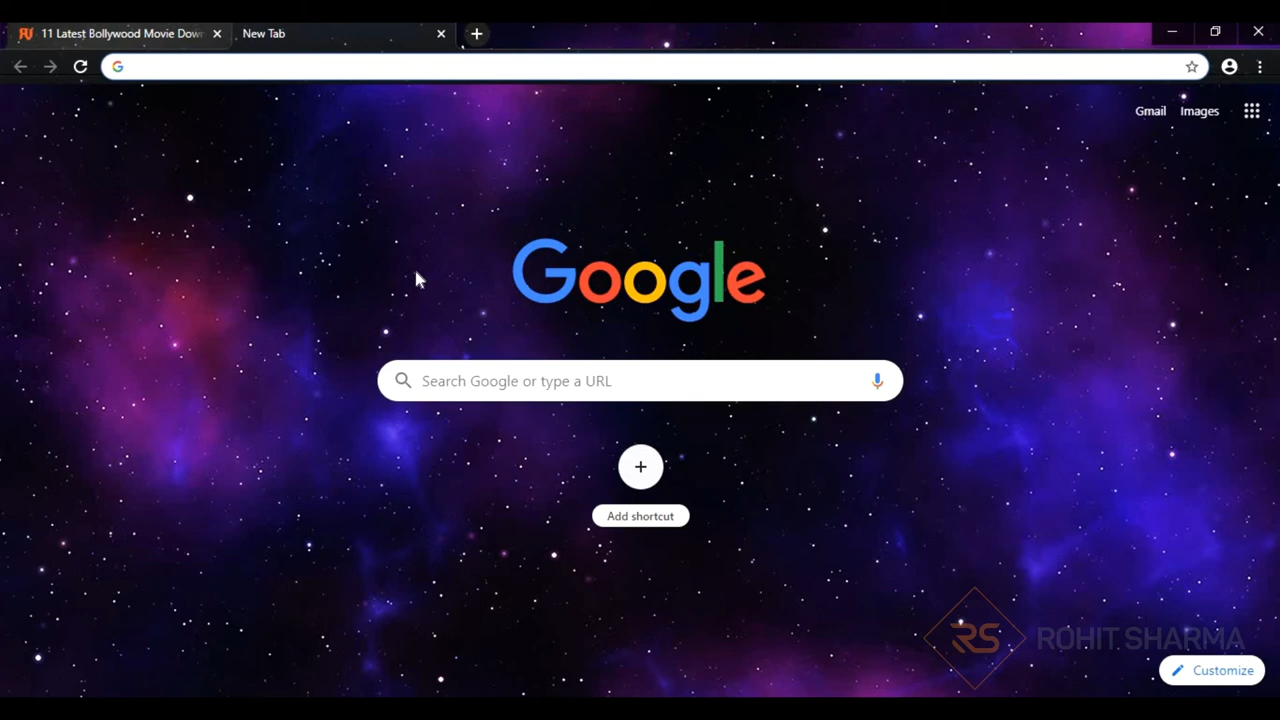 11 Latest Bollywood Movie Dow
New Tab
Gmail
Images
Google
Search Google or type a URL
Add shortcut
RS ROHIT SHARMA
Customize